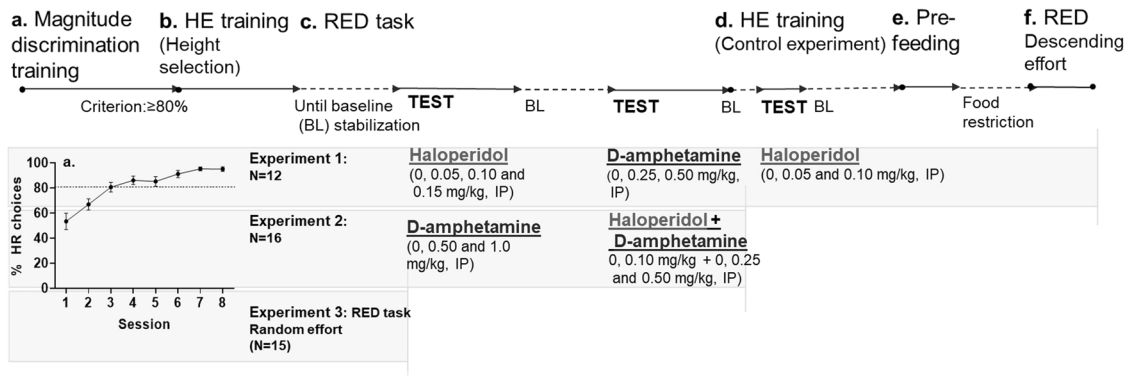 a. Magnitude
discrimination
training
b. HE training
(Height
selection)
c. RED task
d. HE training
(Control experiment)
e. Pre-
feeding
f. RED
Descending
effort
Criterion:≥80%
Until baseline
(BL) stabilization
TEST
BL
TEST
BL
TEST
BL
Food
restriction
a.
% HR choices
100
80
60
40
20
0
1 2 3 4 5 6 7 8
Session
Experiment 1:
N=12
Haloperidol
(0, 0.05, 0.10 and
0.15 mg/kg, IP)
D-amphetamine
(0, 0.25, 0.50 mg/kg,
IP)
Haloperidol
(0, 0.05 and 0.10 mg/kg, IP)
Experiment 2:
N=16
D-amphetamine
(0, 0.50 and 1.0
mg/kg, IP)
Haloperidol +
D-amphetamine
0, 0.10 mg/kg + 0, 0.25
and 0.50 mg/kg, IP)
Experiment 3: RED task
Random effort
(N=15)